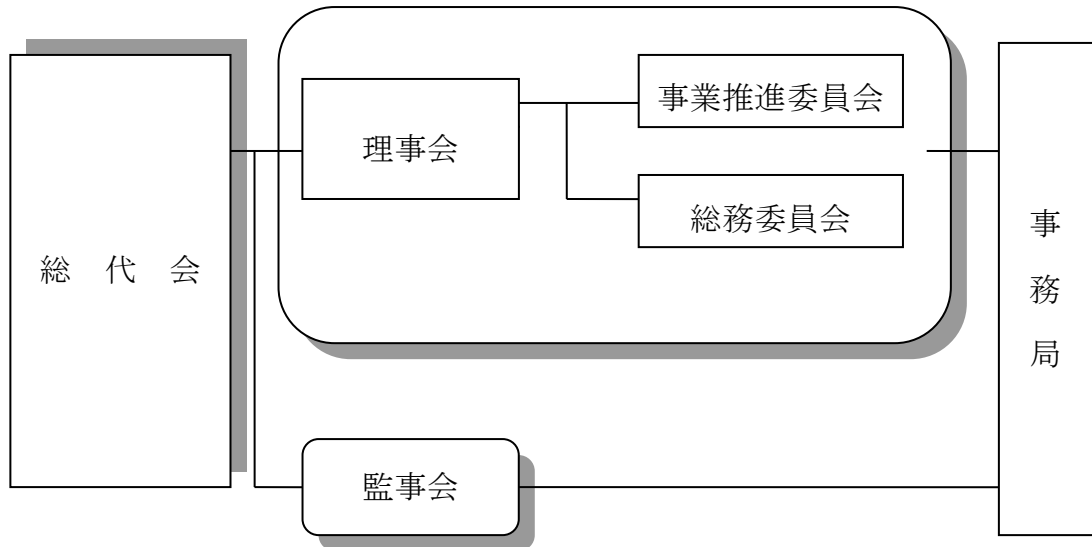 総 代 会
理事会
事業推進委員会
総務委員会
監事会
事
務
局